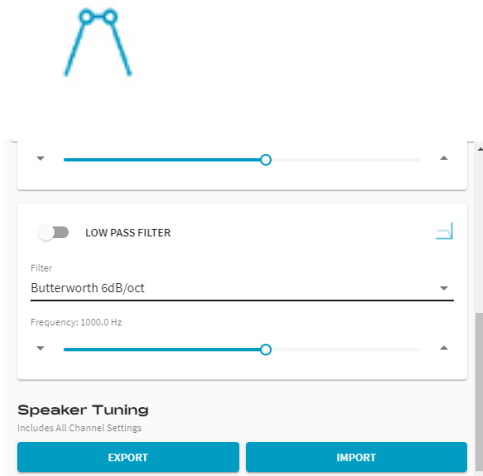 LOW PASS FILTER
Filter
Butterworth 6dB/oct
Frequency: 1000.0 Hz
Speaker Tuning
Includes All Channel Settings
EXPORT IMPORT